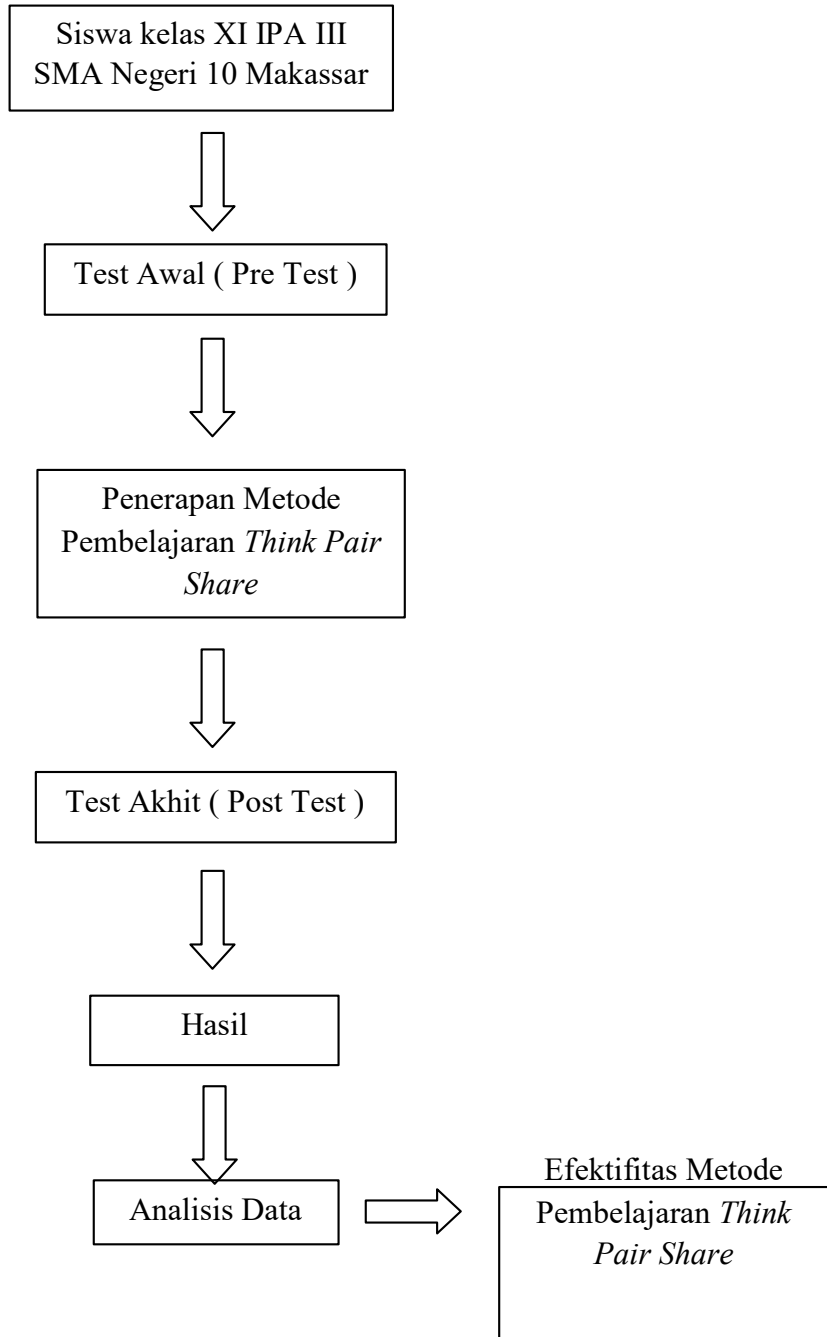 Siswa kelas XI IPA III
SMA Negeri 10 Makassar
Test Awal ( Pre Test )
Penerapan Metode
Pembelajaran Think Pair
Share
Test Akhit ( Post Test )
Hasil
Analisis Data
Efektifitas Metode
Pembelajaran Think
Pair Share